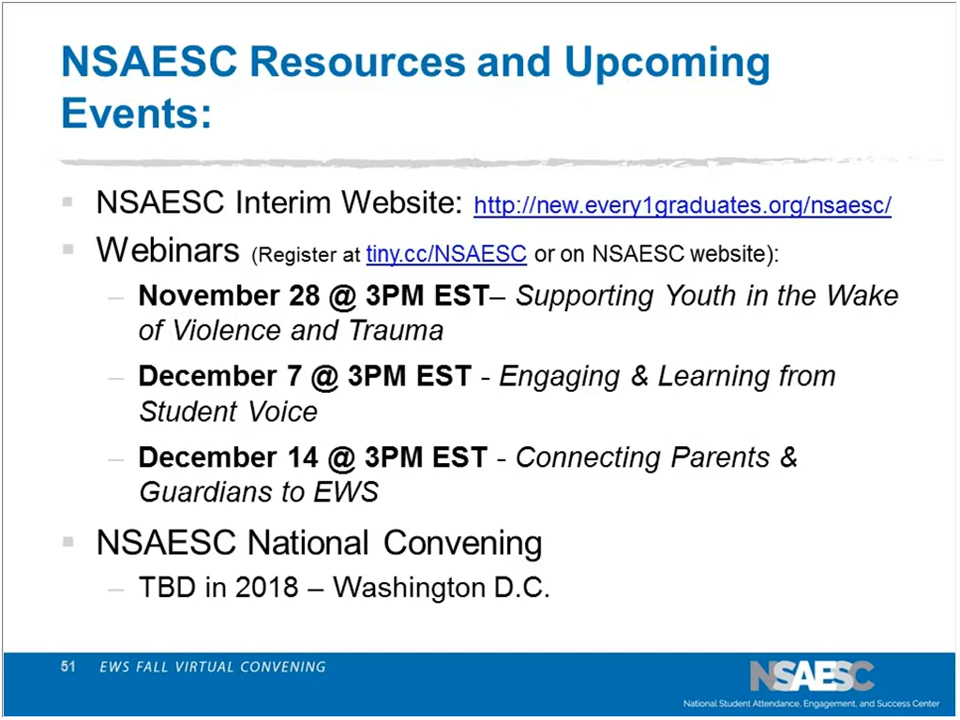 NSAESC Resources and Upcoming
Events:
▪ NSAESC Interim Website: http://new.every1graduates.org/nsaesc/
▪ Webinars (Register at tiny.cc/NSAESC or on NSAESC website):
– November 28 @ 3PM EST– Supporting Youth in the Wake
of Violence and Trauma
– December 7 @ 3PM EST - Engaging & Learning from
Student Voice
– December 14 @ 3PM EST - Connecting Parents &
Guardians to EWS
▪ NSAESC National Convening
– TBD in 2018 – Washington D.C.
51 EWS FALL VIRTUAL CONVENING
NSAESC
National Student Attendance, Engagement, and Success Center